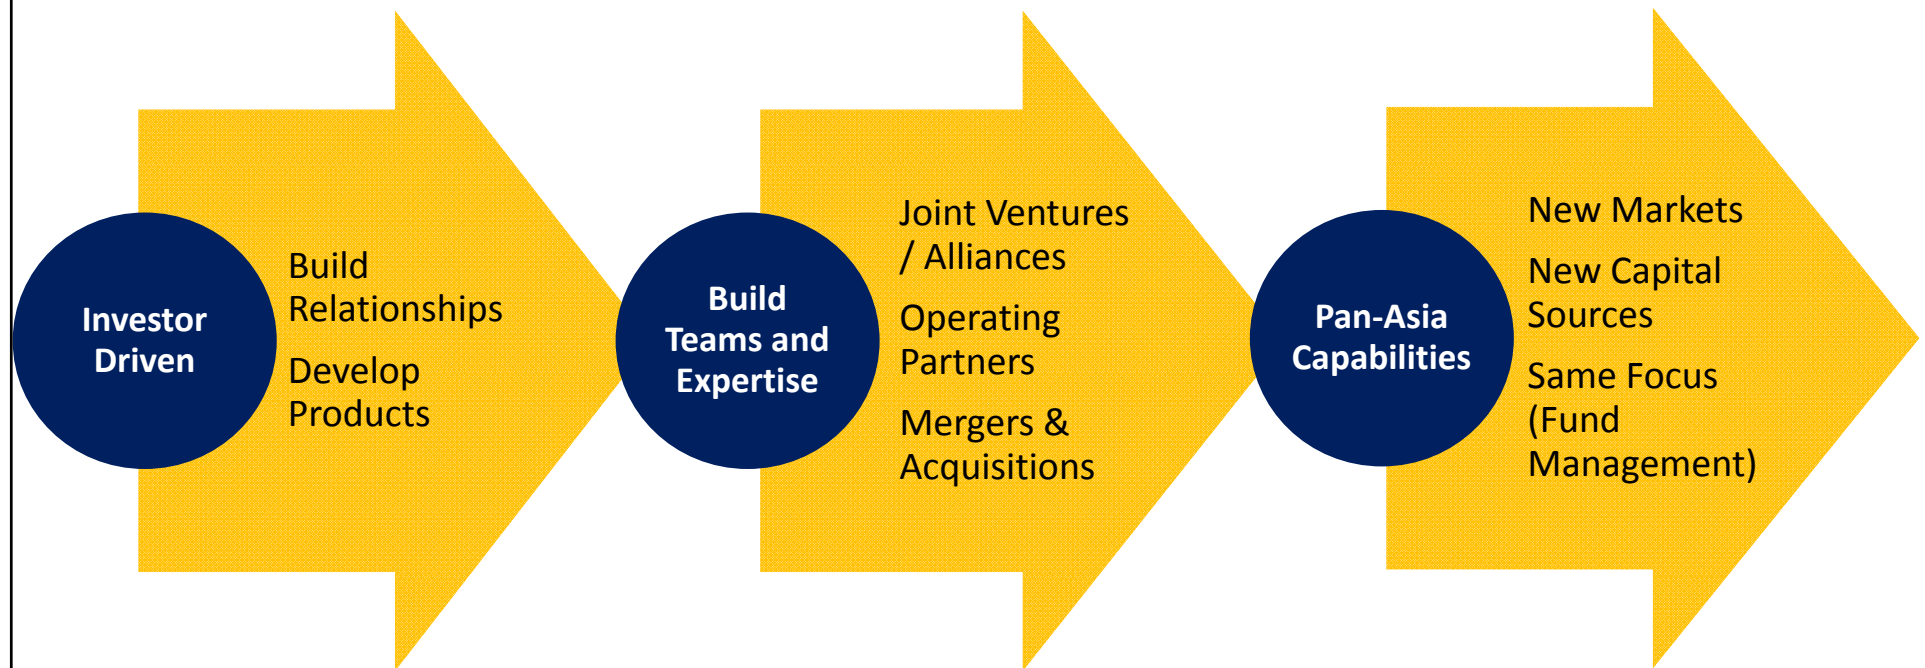 Investor
Driven
Build
Relationships
Develop
Products
Build
Teams and
Expertise
Joint Ventures
/ Alliances
Operating
Partners
Mergers &
Acquisitions
Pan-Asia
Capabilities
New Markets
New Capital
Sources
Same Focus
(Fund
Management)